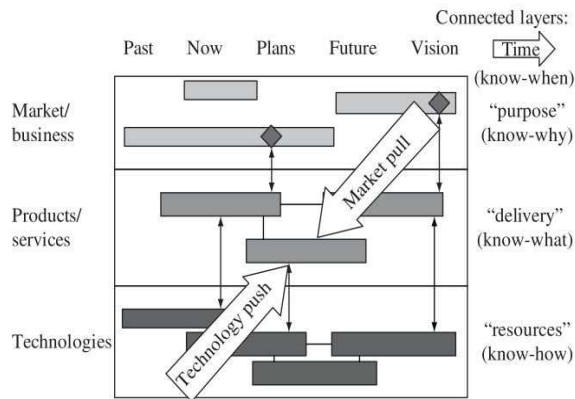 Connected layers:
Past Now Plans Future Vision Time
(know-when)
Market/
business
"purpose"
(know-why)
Market pull
Products/
services
"delivery"
(know-what)
Technology push
Technologies
"resources"
(know-how)